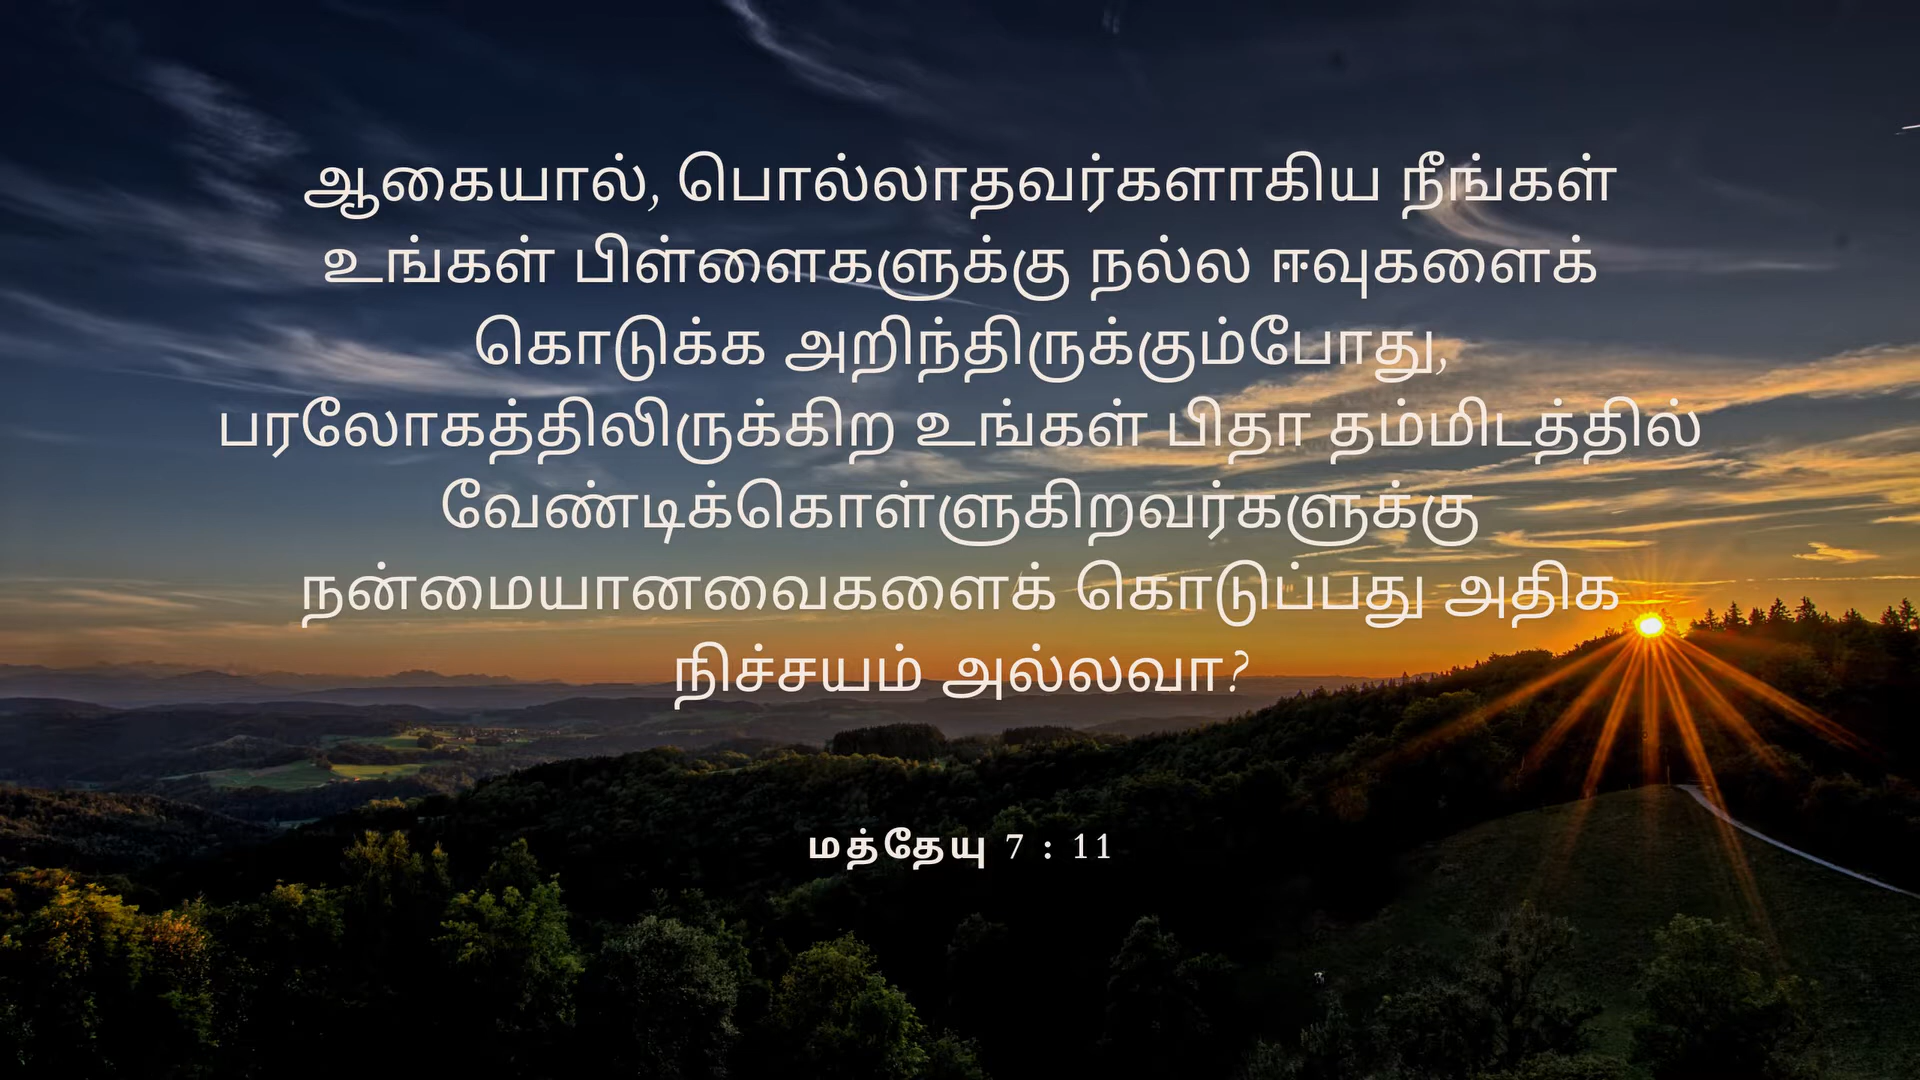 ஆகையால், பொல்லாதவர்களாகிய நீங்கள்
உங்கள் பிள்ளைகளுக்கு நல்ல ஈவுகளைக்
கொடுக்க அறிந்திருக்கும்போது,
பரலோகத்திலிருக்கிற உங்கள் பிதா தம்மிடத்தில்
வேண்டிக்கொள்ளுகிறவர்களுக்கு
நன்மையானவைகளைக் கொடுப்பது அதிக
நிச்சயம் அல்லவா?
மத்தேயு 7 : 11